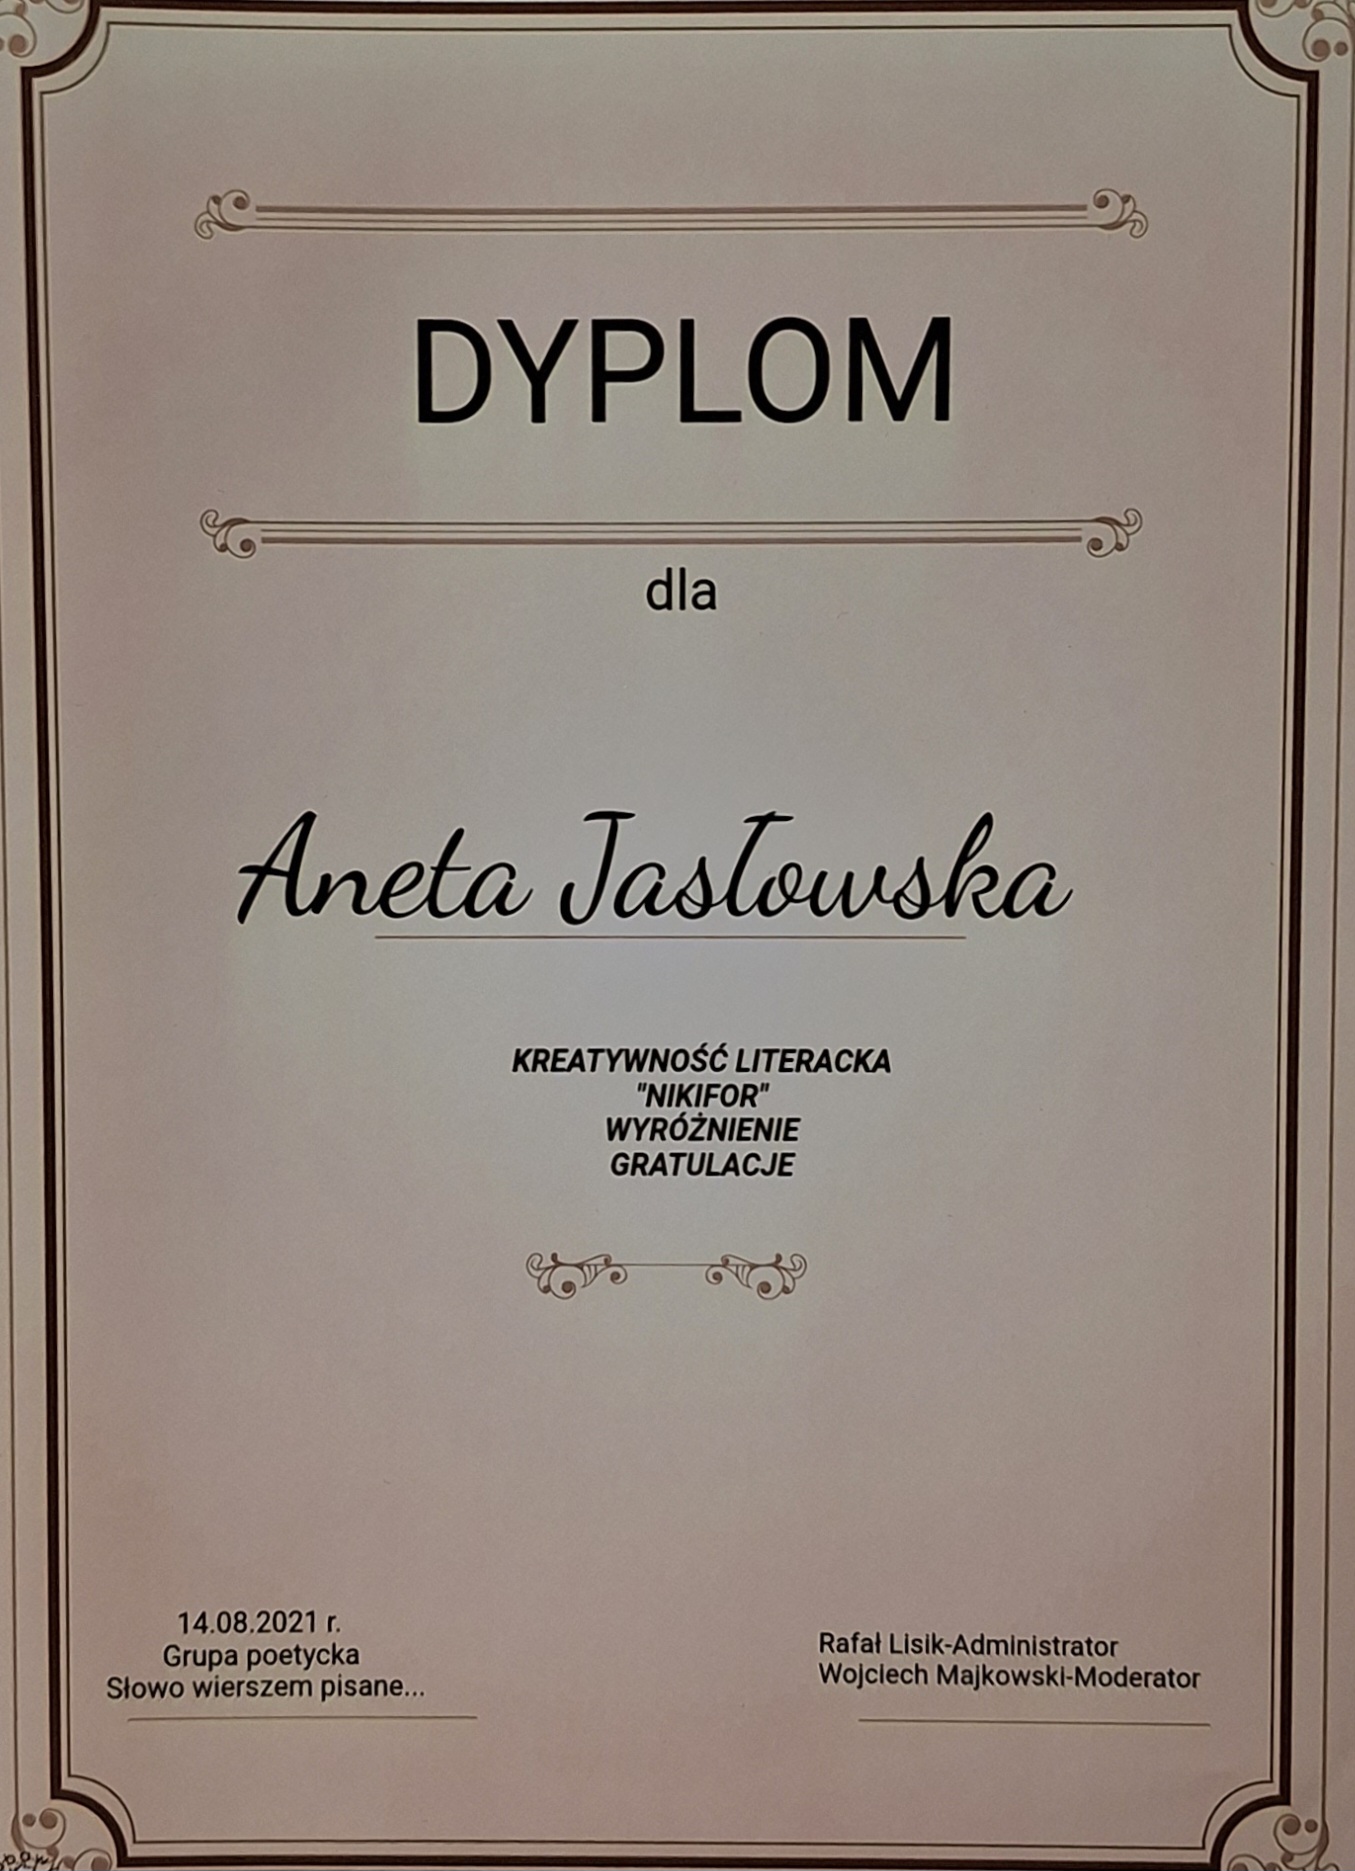 DYPLOM
dla
Aneta Jasłowska
KREATYWNOŚĆ LITERACKA
"NIKIFOR"
WYRÓŻNIENIE
GRATULACJE
14.08.2021 r.
Grupa poetycka
Słowo wierszem pisane...
Rafał Lisik-Administrator
Wojciech Majkowski-Moderator